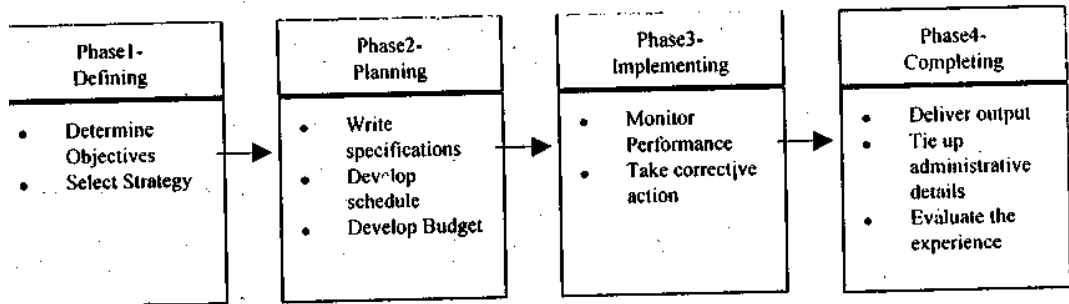 Phase1-
Defining
• Determine
Objectives
• Select Strategy
Phase2-
Planning
• Write
specifications
• Develop
schedule
• Develop Budget
Phase3-
Implementing
• Monitor
Performance
• Take corrective
action
Phase4-
Completing
• Deliver output
• Tie up
administrative
details
• Evaluate the
experience